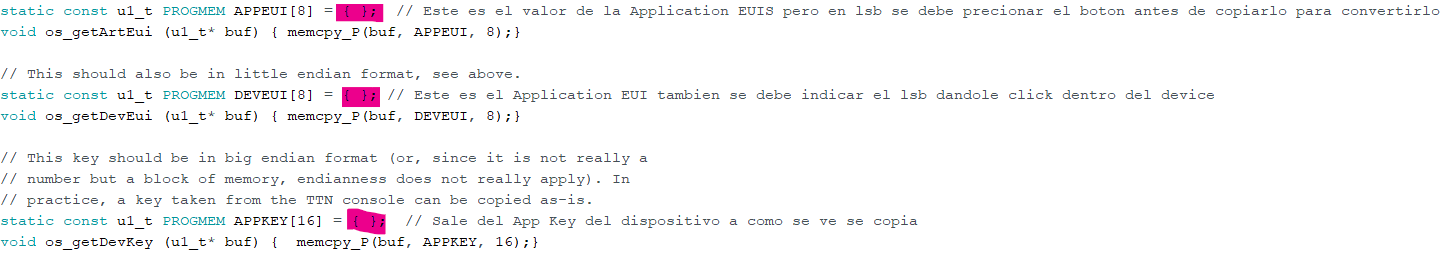 static const u1_t PROGMEM APPEUI[8] = { }; // Este es el valor de la Application EUIS pero en lsb se debe precionar el boton antes de copiarlo para convertirlo
void os_getArtEui (u1_t* buf) { memcpy_P(buf, APPEUI, 8);}
// This should also be in little endian format, see above.
static const u1_t PROGMEM DEVEUI[8] = { }; // Este es el Application EUI tambien se debe indicar el lsb dandole click dentro del device
void os_getDevEui (u1_t* buf) { memcpy_P(buf, DEVEUI, 8);}
// This key should be in big endian format (or, since it is not really a
// number but a block of memory, endianness does not really apply). In
// practice, a key taken from the TTN console can be copied as-is.
static const u1_t PROGMEM APPKEY[16] = { }; // Sale del App Key del dispositivo a como se ve se copia
void os_getDevKey (u1_t* buf) { memcpy_P(buf, APPKEY, 16);}